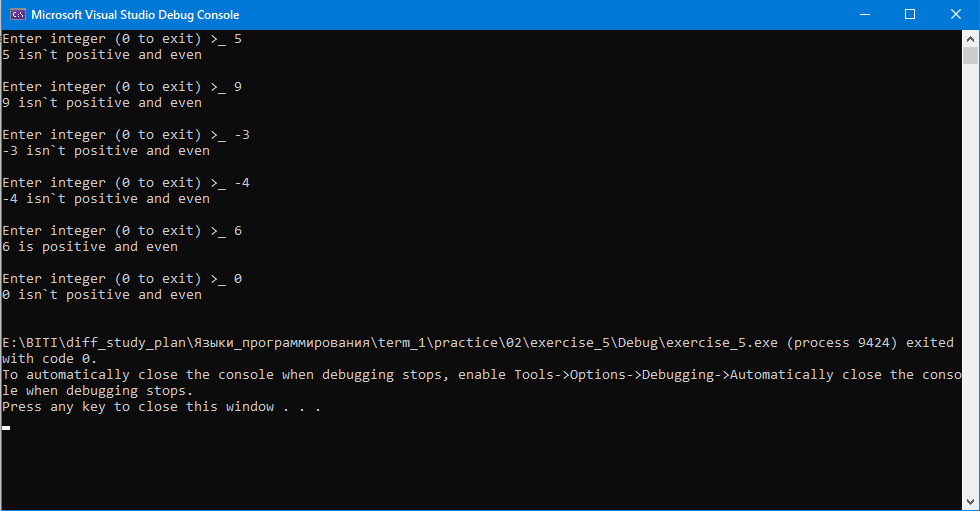 Microsoft Visual Studio Debug Console
Enter integer (0 to exit) >_ 5
5 isn`t positive and even
Enter integer (0 to exit) >_ 9
9 isn`t positive and even
Enter integer (0 to exit) >_ -3
-3 isn`t positive and even
Enter integer (0 to exit) >_ -4
-4 isn`t positive and even
Enter integer (0 to exit) >_ 6
6 is positive and even
Enter integer (0 to exit) >_ 0
0 isn`t positive and even
E:\BITI\diff_study_plan\Языки_программирования\term_1\practice\02\exercise_5\Debug\exercise_5.exe (process 9424) exited
with code 0.
To automatically close the console when debugging stops, enable Tools->Options->Debugging->Automatically close the conso
le when debugging stops.
Press any key to close this window . . .